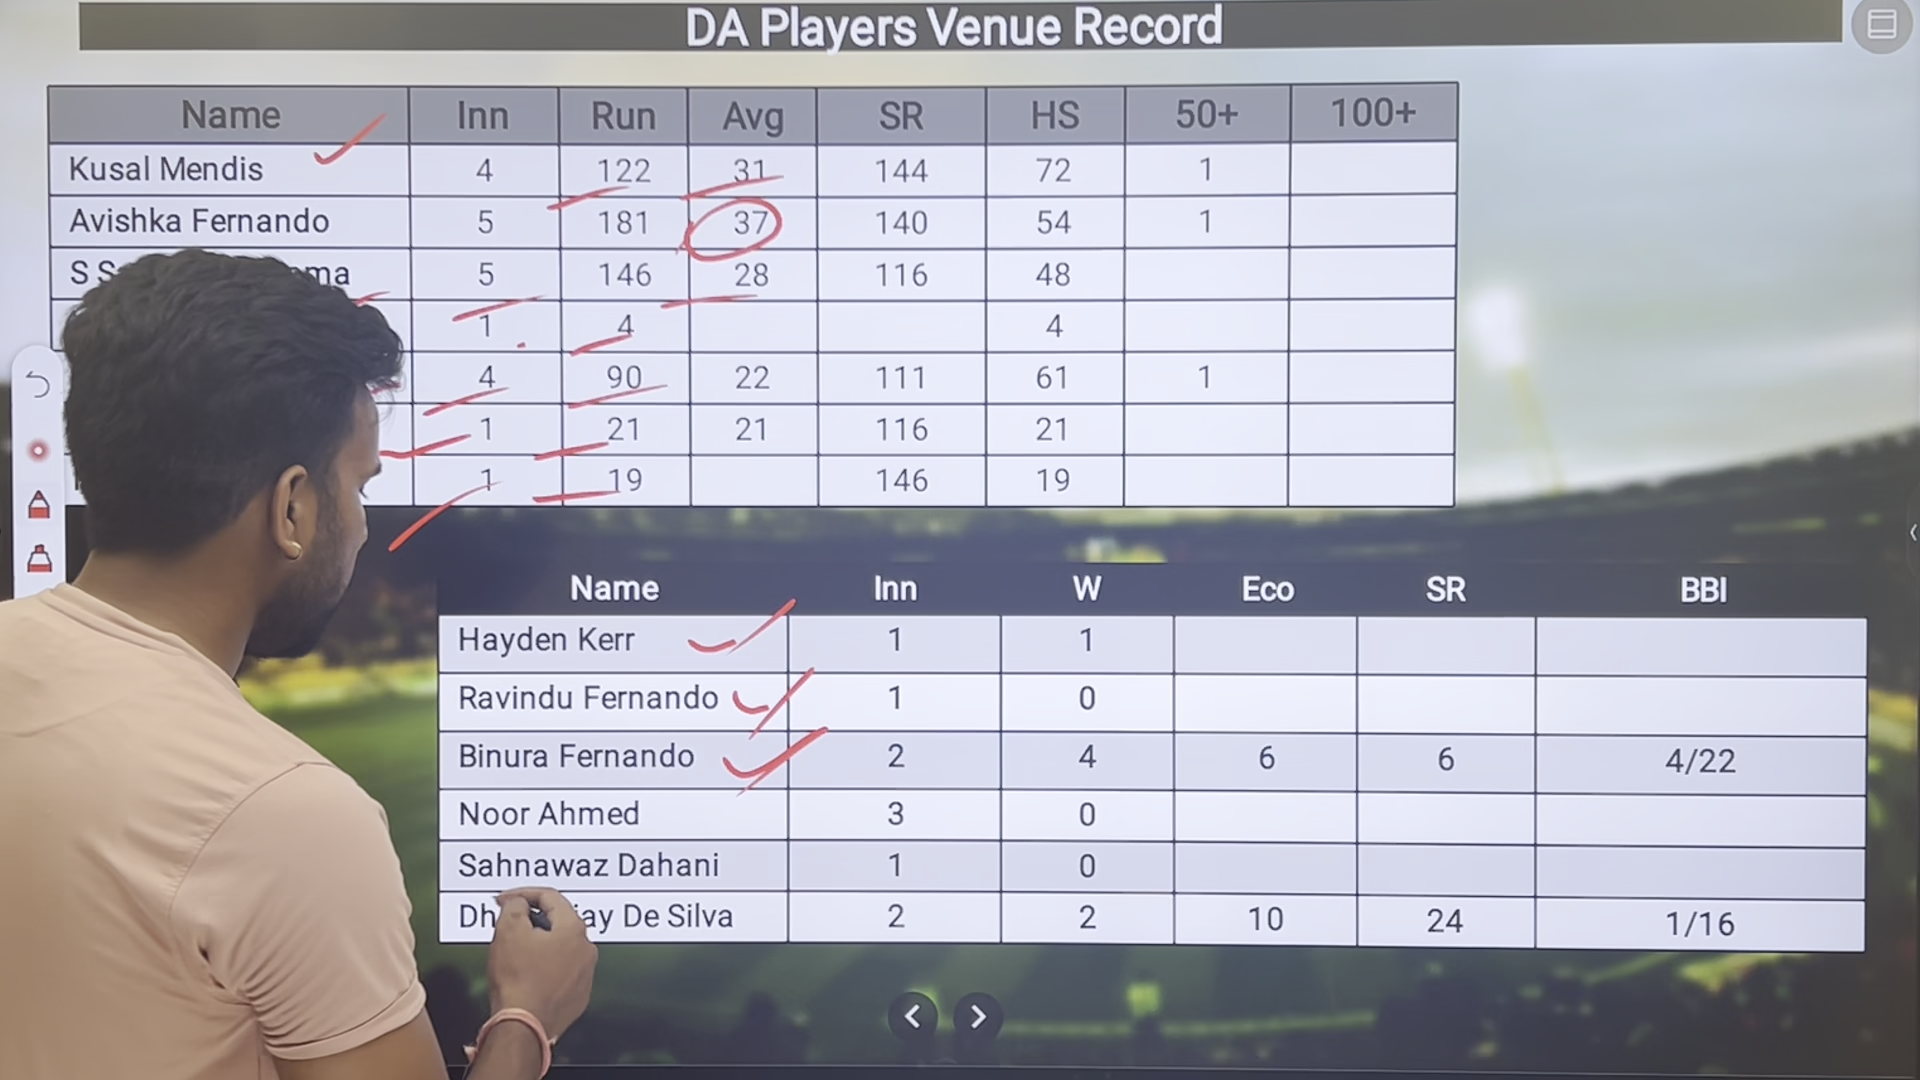 DA Players Venue Record
Name Inn Run Avg SR HS 50+ 100+
Kusal Mendis 4 122 31 144 72 1
Avishka Fernando 5 181 37 140 54 1
5 146 28 116 48
1 4 4
4 90 22 111 61 1
1 21 21 116 21
1 19 146 19
Name Inn W Eco SR BBI
Hayden Kerr 1 1
Ravindu Fernando 1 0
Binura Fernando 2 4 6 6 4/22
Noor Ahmed 3 0
Sahnawaz Dahani 1 0
De Silva 2 2 10 24 1/16